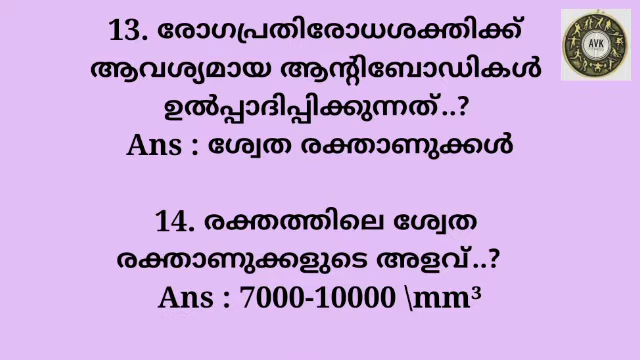 13. രോഗപ്രതിരോധശക്തിക്ക്
ആവശ്യമായ ആന്റിബോഡികൾ
ഉൽപ്പാദിപ്പിക്കുന്നത്..?
Ans : ശ്വേത രക്താണുക്കൾ
14. രക്തത്തിലെ ശ്വേത
രക്താണുക്കളുടെ അളവ്..?
Ans : 7000-10000 \mm³
AVK